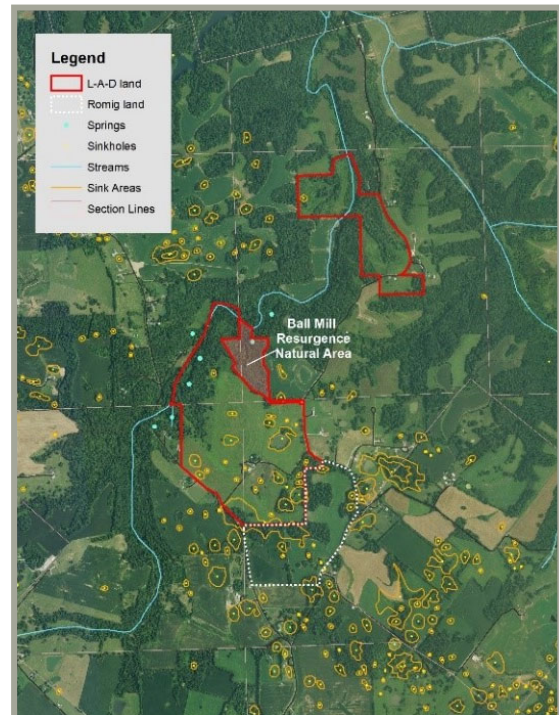 Legend
L-A-D land
Romig land
Springs
Sinkholes
Streams
Sink Areas
Section Lines
Ball Mill
Resurgence
Natural Area